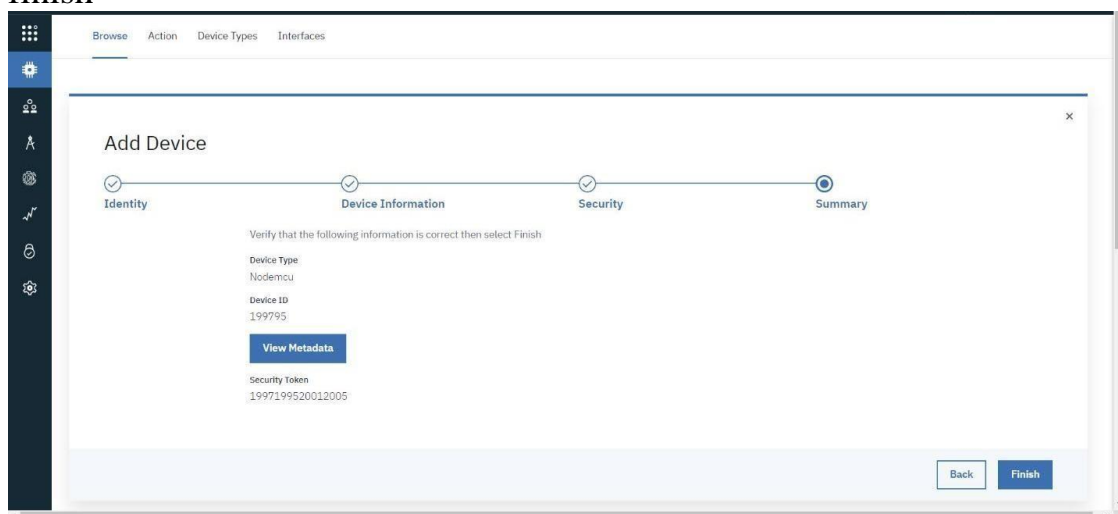 finish
Browse Action Device Types Interfaces
×
Add Device
Identity Device Information Security Summary
Verify that the following information is correct then select Finish
Device Type
Nodemcu
Device ID
199795
View Metadata
Security Token
1997199520012005
Back Finish